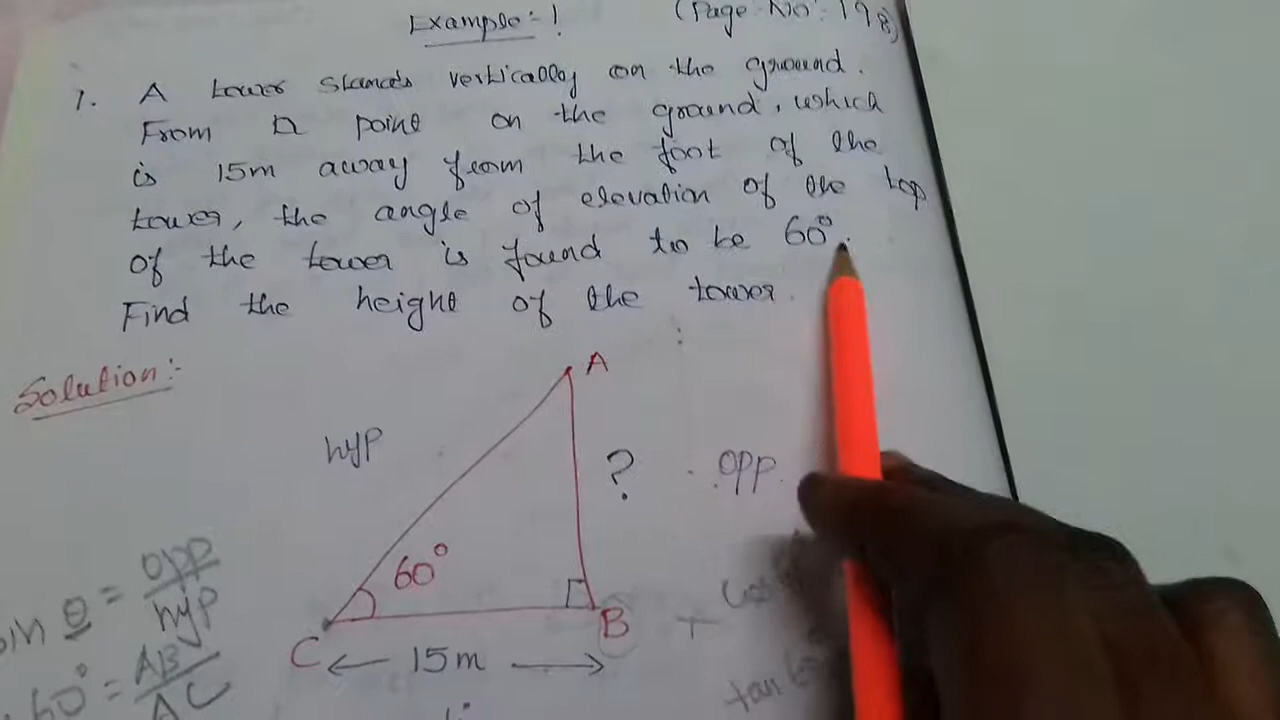 Example:- 1 (Page No: 198)
1. A tower stands vertically on the ground.
From a point on the ground, which
is 15m away from the foot of the
tower, the angle of elevation of the top
of the tower is found to be 60°.
Find the height of the tower.
Solution:-
A
hyp
?
opp.
60°
C
B
15m
θ = opp/hyp
60° = AB/AC
tan